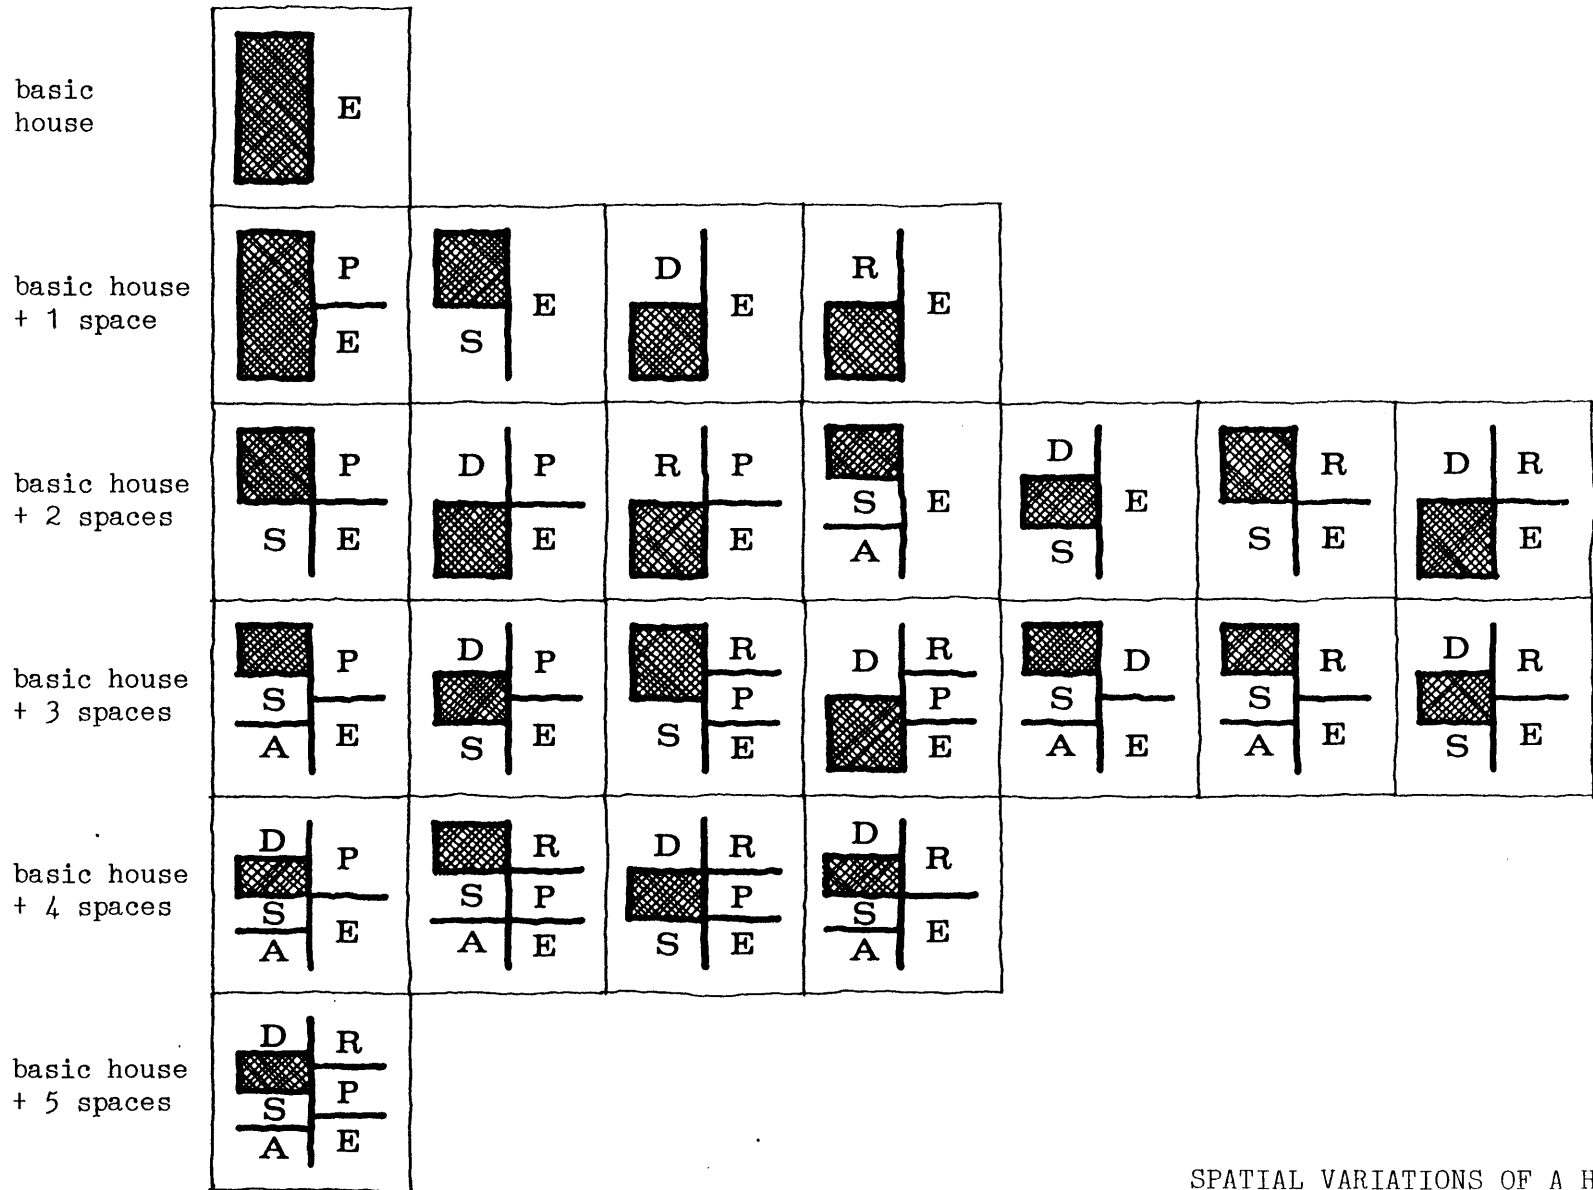 basic
house
E
basic house
+ 1 space
P
E
S
E
D
E
R
E
basic house
+ 2 spaces
P
S E
D P
E
R P
E
S
A
E
D
S
E
R
S E
D R
E
basic house
+ 3 spaces
P
S
A E
D P
S E
R
P
S
E
D R
P
E
D
S
A E
R
S
A E
D R
S E
basic house
+ 4 spaces
D P
S
A E
R
S P
A E
D R
P
S E
D R
S
A E
basic house
+ 5 spaces
D R
P
S
A E
SPATIAL VARIATIONS OF A H